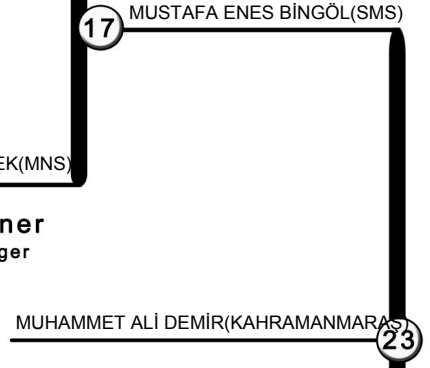 17
MUSTAFA ENES BİNGÖL(SMS)
EK(MNS)
ner
ger
MUHAMMET ALİ DEMİR(KAHRAMANMARAŞ)
23